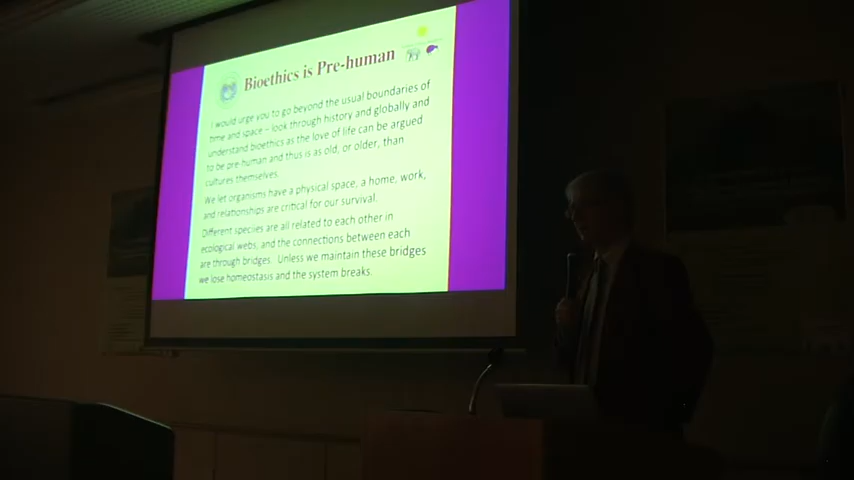 Bioethics is Pre-human
I would urge you to go beyond the usual boundaries of
time and space – look through history and globally and
understand bioethics as the love of life can be argued
to be pre-human and thus is as old, or older, than
cultures themselves.
We let organisms have a physical space, a home, work,
and relationships are critical for our survival.
Different species are all related to each other in
ecological webs, and the connections between each
are through bridges. Unless we maintain these bridges
we lose homeostasis and the system breaks.